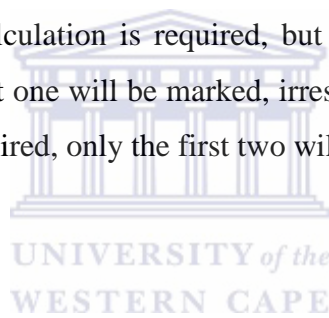 lculation is required, but
t one will be marked, irres
ired, only the first two wil
UNIVERSITY of the
WESTERN CAPE